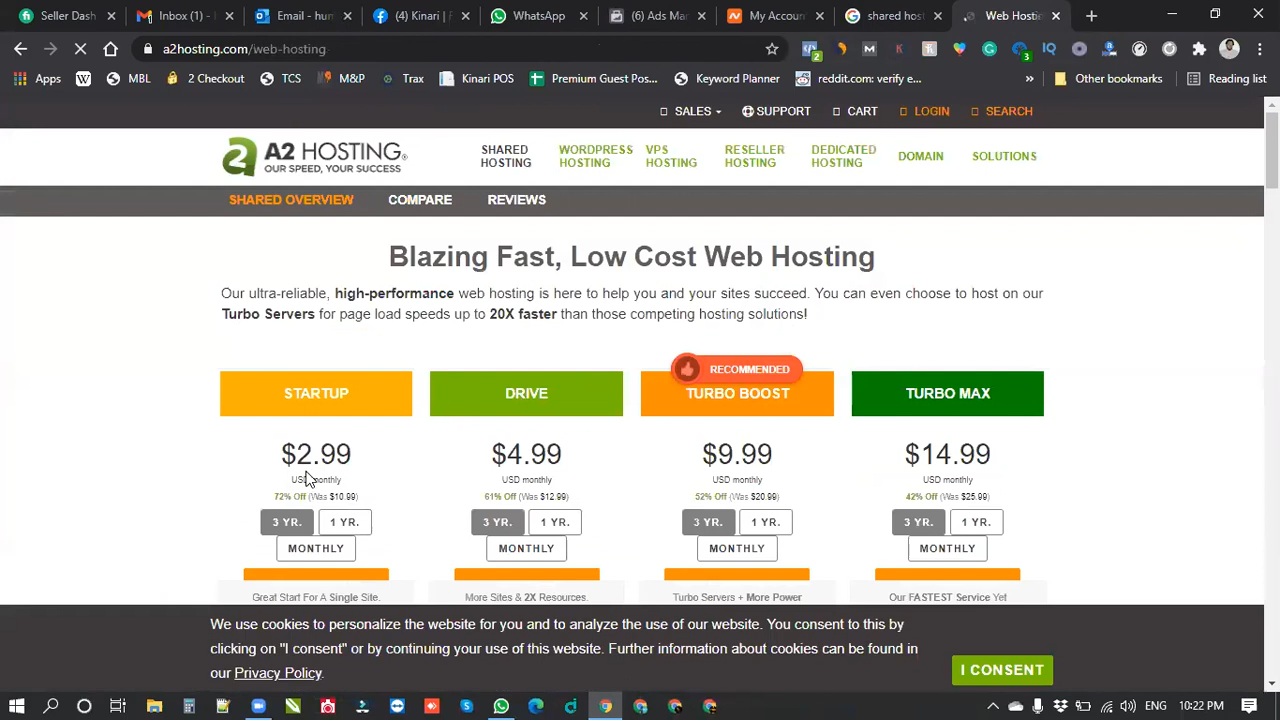 Seller Dash
Inbox (1) -
Email - hum
(4) Kinari | F
WhatsApp
(6) Ads Ma
My Accoun
shared host
Web Hostin
a2hosting.com/web-hosting
Apps
MBL
2 Checkout
TCS
M&P
Trax
Kinari POS
Premium Guest Pos...
Keyword Planner
reddit.com: verify e...
»
Other bookmarks
Reading list
SALES
SUPPORT
CART
LOGIN
SEARCH
A2 HOSTING
OUR SPEED, YOUR SUCCESS
SHARED HOSTING
WORDPRESS HOSTING
VPS HOSTING
RESELLER HOSTING
DEDICATED HOSTING
DOMAIN
SOLUTIONS
SHARED OVERVIEW
COMPARE
REVIEWS
Blazing Fast, Low Cost Web Hosting
Our ultra-reliable, high-performance web hosting is here to help you and your sites succeed. You can even choose to host on our
Turbo Servers for page load speeds up to 20X faster than those competing hosting solutions!
RECOMMENDED
STARTUP
DRIVE
TURBO BOOST
TURBO MAX
$2.99
$4.99
$9.99
$14.99
USD monthly
USD monthly
USD monthly
USD monthly
72% Off (Was $10.99)
61% Off (Was $12.99)
52% Off (Was $20.99)
42% Off (Was $25.99)
3 YR.
1 YR.
3 YR.
1 YR.
3 YR.
1 YR.
3 YR.
1 YR.
MONTHLY
MONTHLY
MONTHLY
MONTHLY
Great Start For A Single Site.
More Sites & 2X Resources.
Turbo Servers + More Power
Our FASTEST Service Yet
We use cookies to personalize the website for you and to analyze the use of our website. You consent to this by
clicking on "I consent" or by continuing your use of this website. Further information about cookies can be found in
our Privacy Policy.
I CONSENT
ENG
10:22 PM